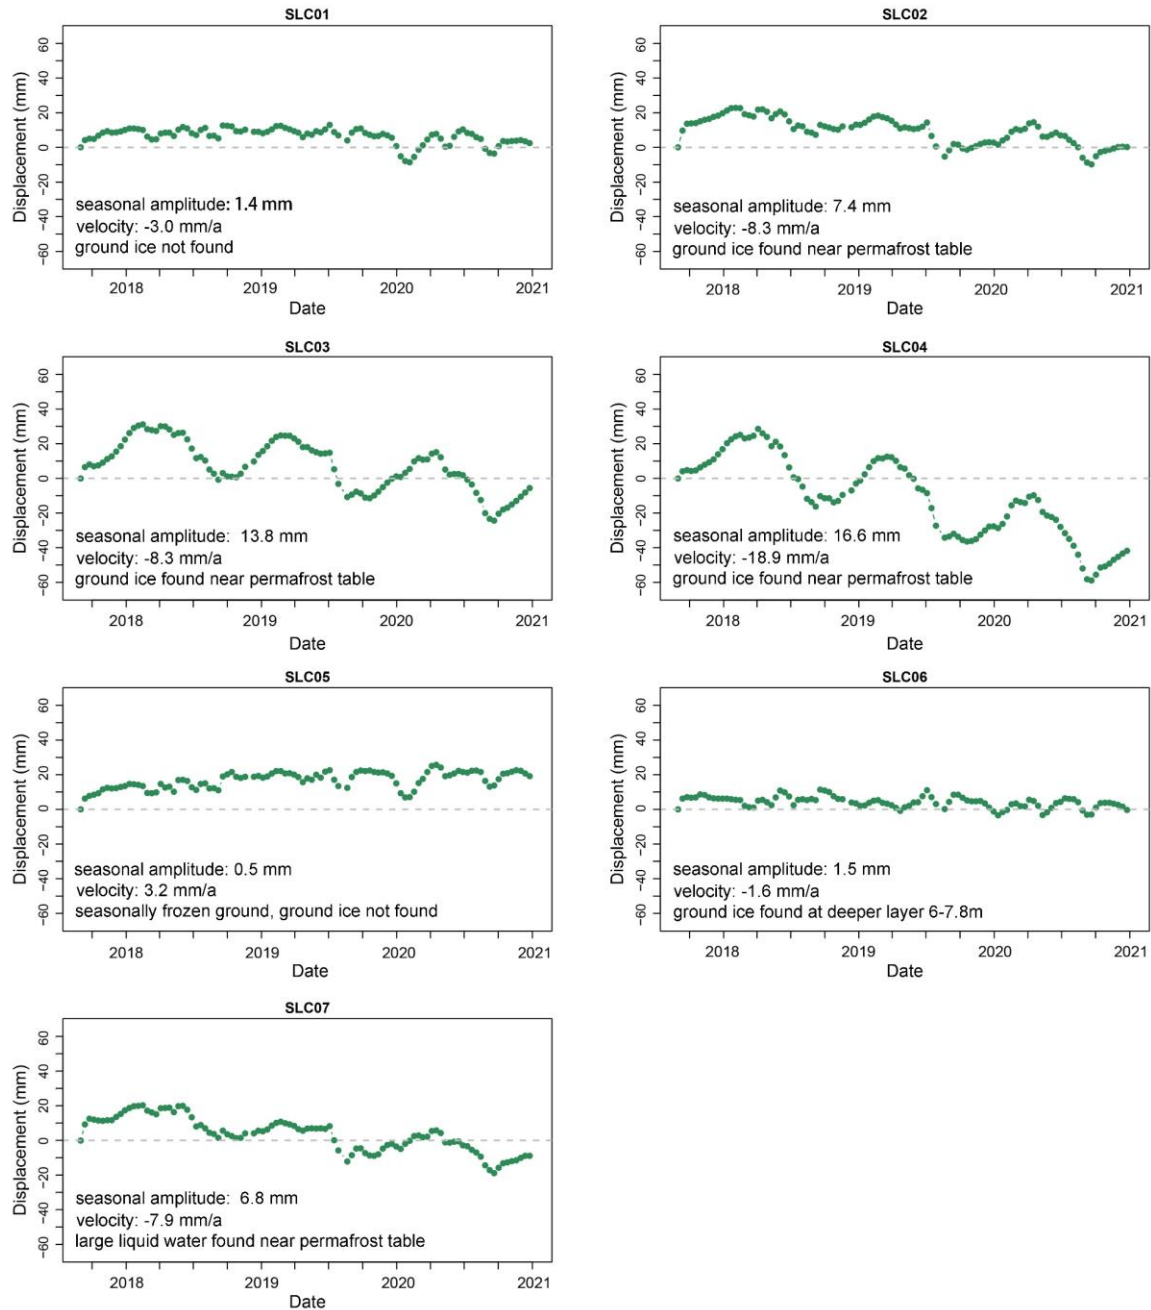 SLC01
Displacement (mm)
60
40
20
0
−20
−40
−60
seasonal amplitude: 1.4 mm
velocity: -3.0 mm/a
ground ice not found
2018 2019 2020 2021
Date
SLC02
Displacement (mm)
60
40
20
0
−20
−40
−60
seasonal amplitude: 7.4 mm
velocity: -8.3 mm/a
ground ice found near permafrost table
2018 2019 2020 2021
Date
SLC03
Displacement (mm)
60
40
20
0
−20
−40
−60
seasonal amplitude: 13.8 mm
velocity: -8.3 mm/a
ground ice found near permafrost table
2018 2019 2020 2021
Date
SLC04
Displacement (mm)
60
40
20
0
−20
−40
−60
seasonal amplitude: 16.6 mm
velocity: -18.9 mm/a
ground ice found near permafrost table
2018 2019 2020 2021
Date
SLC05
Displacement (mm)
60
40
20
0
−20
−40
−60
seasonal amplitude: 0.5 mm
velocity: 3.2 mm/a
seasonally frozen ground, ground ice not found
2018 2019 2020 2021
Date
SLC06
Displacement (mm)
60
40
20
0
−20
−40
−60
seasonal amplitude: 1.5 mm
velocity: -1.6 mm/a
ground ice found at deeper layer 6-7.8m
2018 2019 2020 2021
Date
SLC07
Displacement (mm)
60
40
20
0
−20
−40
−60
seasonal amplitude: 6.8 mm
velocity: -7.9 mm/a
large liquid water found near permafrost table
2018 2019 2020 2021
Date